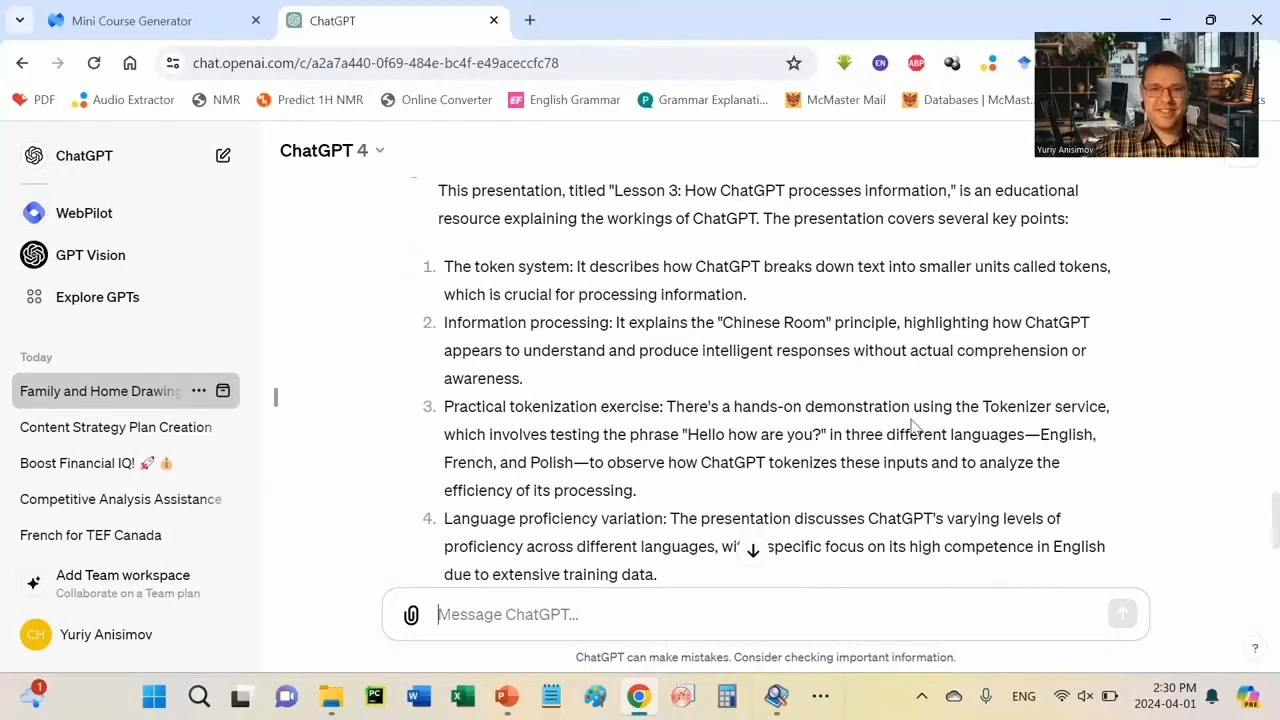 Mini Course Generator
ChatGPT
chat.openai.com/c/a2a7a440-0f69-484e-bc4f-e49aceccfc78
EN
ABP
PDF
Audio Extractor
NMR
Predict 1H NMR
Online Converter
EF
English Grammar
P
Grammar Explanati...
McMaster Mail
Databases | McMast...
Yuriy Anisimov
ChatGPT
WebPilot
GPT Vision
Explore GPTs
Today
Family and Home Drawing
Content Strategy Plan Creation
Boost Financial IQ! 🚀 💰
Competitive Analysis Assistance
French for TEF Canada
Add Team workspace
Collaborate on a Team plan
CH
Yuriy Anisimov
ChatGPT 4
This presentation, titled "Lesson 3: How ChatGPT processes information," is an educational
resource explaining the workings of ChatGPT. The presentation covers several key points:
1. The token system: It describes how ChatGPT breaks down text into smaller units called tokens,
which is crucial for processing information.
2. Information processing: It explains the "Chinese Room" principle, highlighting how ChatGPT
appears to understand and produce intelligent responses without actual comprehension or
awareness.
3. Practical tokenization exercise: There's a hands-on demonstration using the Tokenizer service,
which involves testing the phrase "Hello how are you?" in three different languages—English,
French, and Polish—to observe how ChatGPT tokenizes these inputs and to analyze the
efficiency of its processing.
4. Language proficiency variation: The presentation discusses ChatGPT's varying levels of
proficiency across different languages, specific focus on its high competence in English
due to extensive training data.
Message ChatGPT...
ChatGPT can make mistakes. Consider checking important information.
?
1
PC
W
X
P
ENG
2:30 PM
2024-04-01
PRE